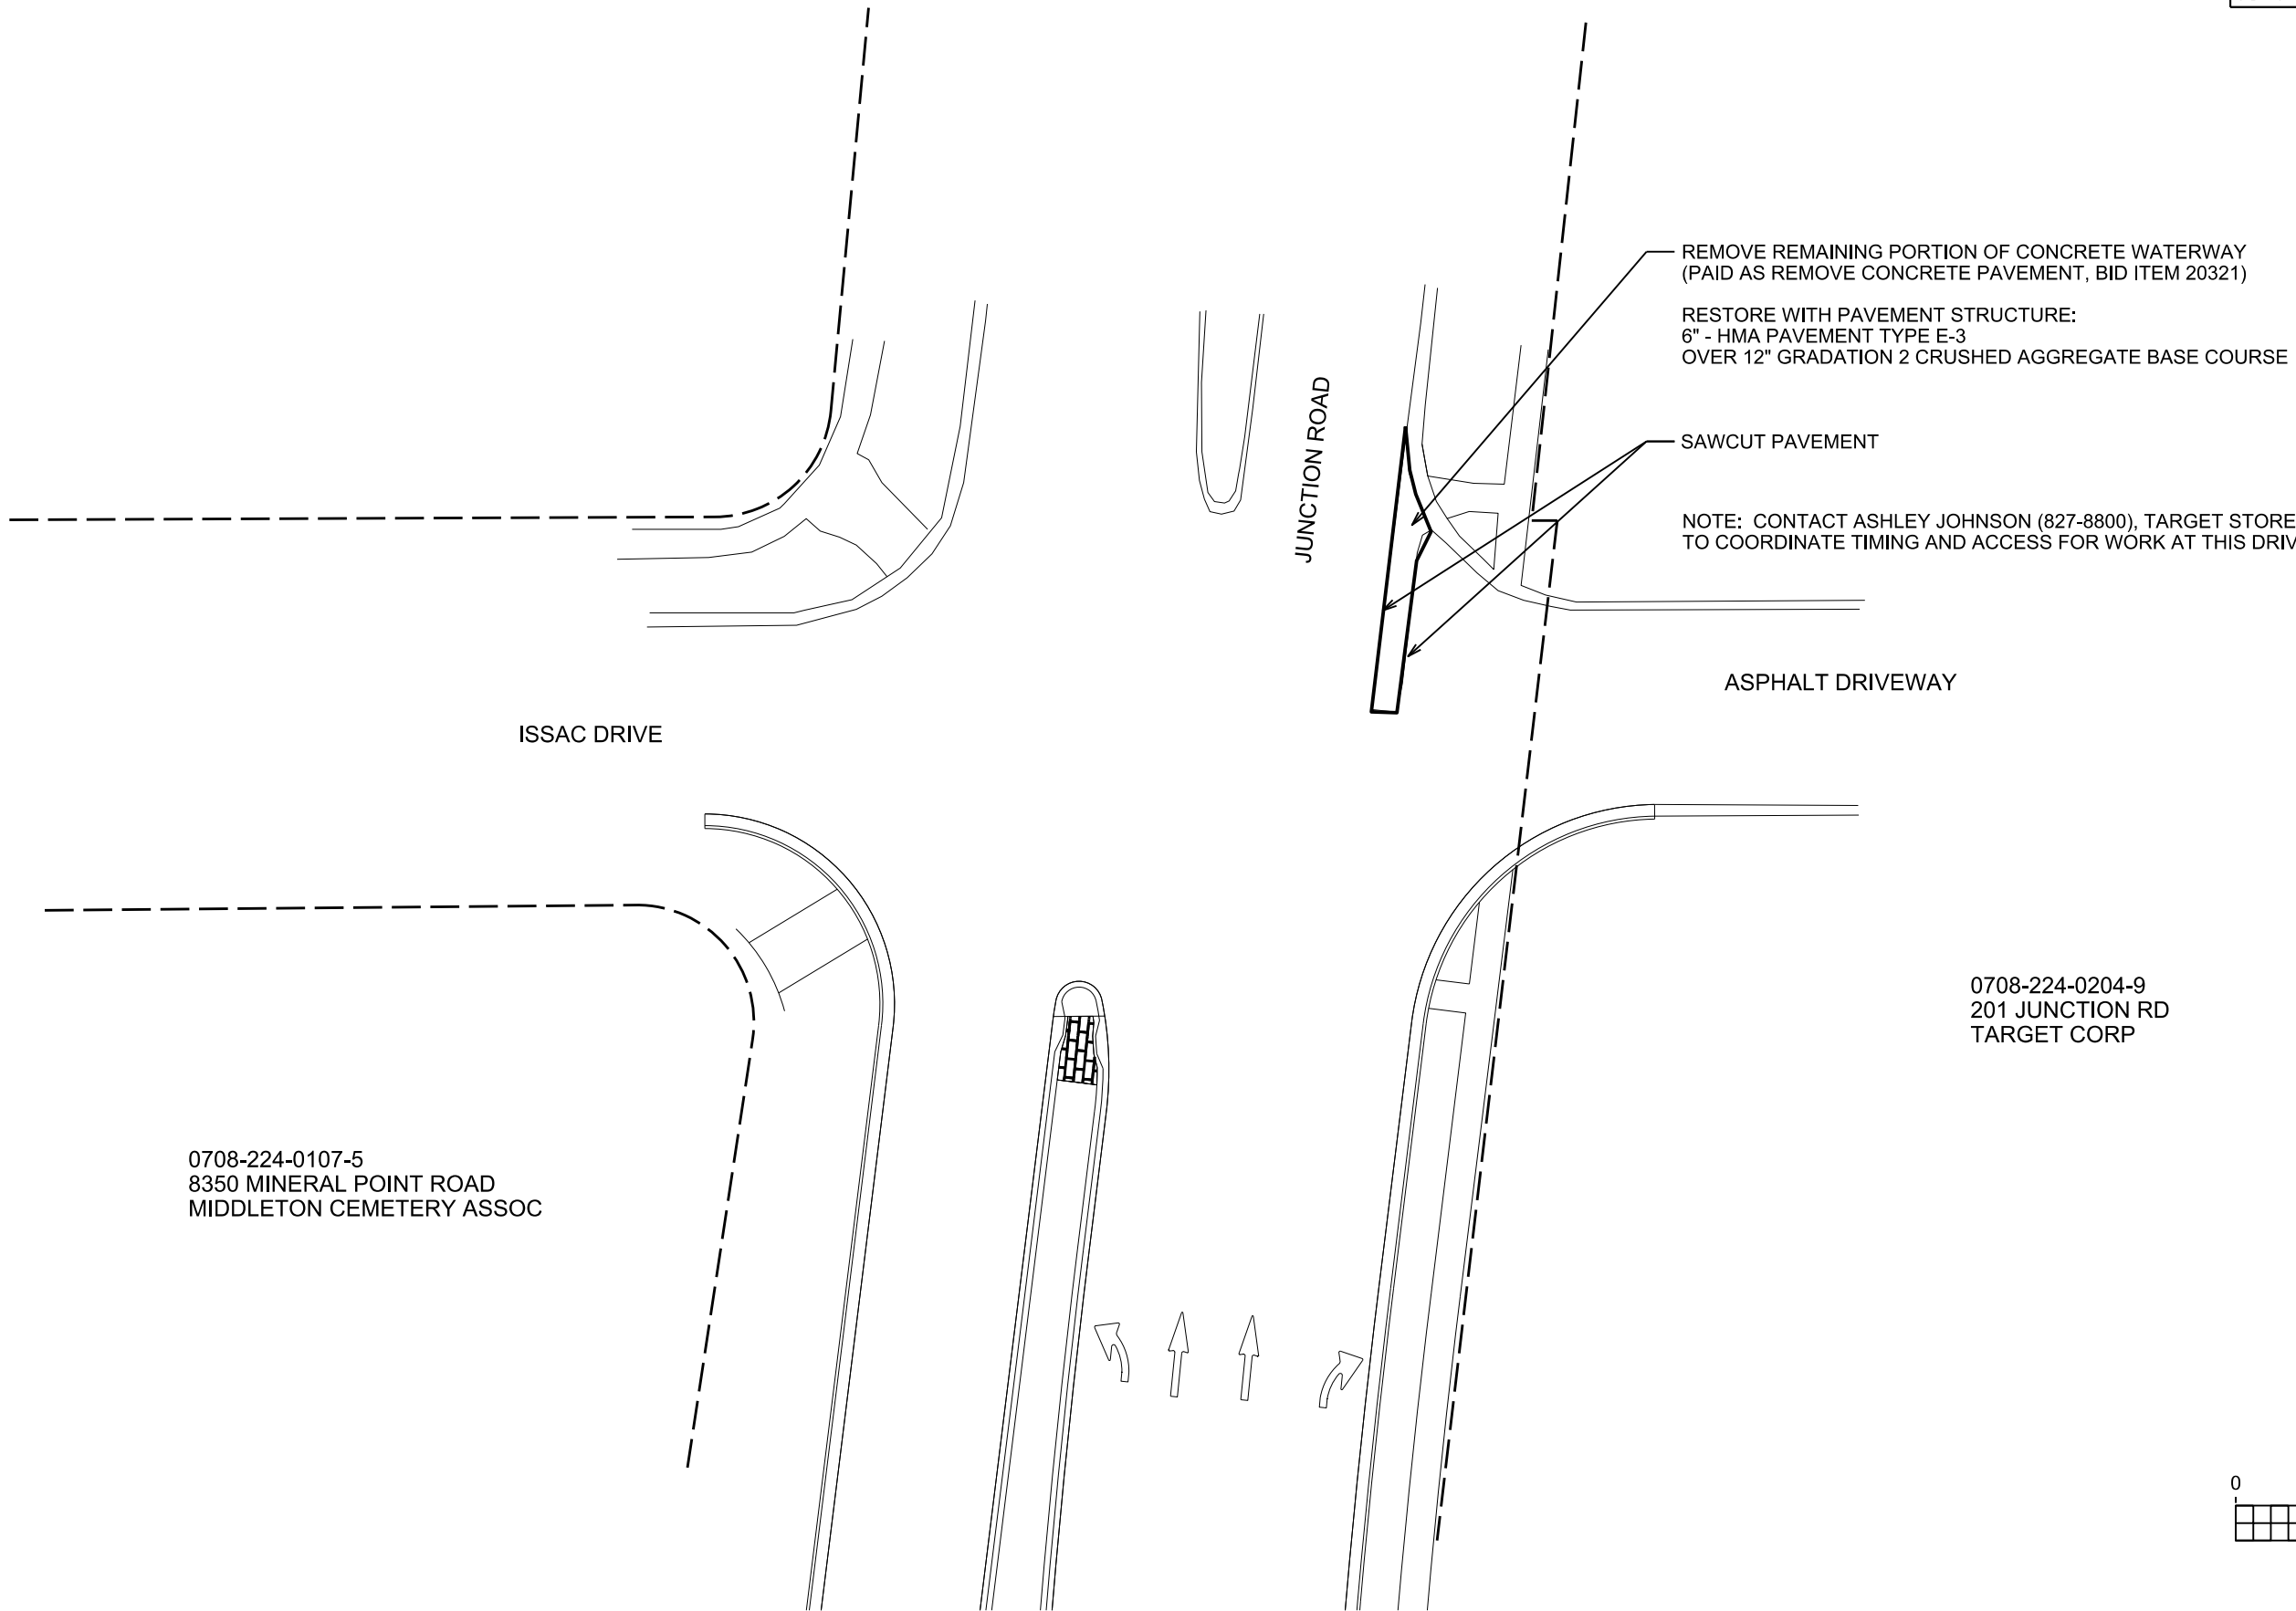 REMOVE REMAINING PORTION OF CONCRETE WATERWAY
(PAID AS REMOVE CONCRETE PAVEMENT, BID ITEM 20321)
RESTORE WITH PAVEMENT STRUCTURE:
6" - HMA PAVEMENT TYPE E-3
OVER 12" GRADATION 2 CRUSHED AGGREGATE BASE COURSE
JUNCTION ROAD
SAWCUT PAVEMENT
NOTE: CONTACT ASHLEY JOHNSON (827-8800), TARGET STORE
TO COORDINATE TIMING AND ACCESS FOR WORK AT THIS
ASPHALT DRIVEWAY
ISSAC DRIVE
0708-224-0204-9
201 JUNCTION RD
TARGET CORP
0708-224-0107-5
8350 MINERAL POINT ROAD
MIDDLETON CEMETERY ASSOC
0